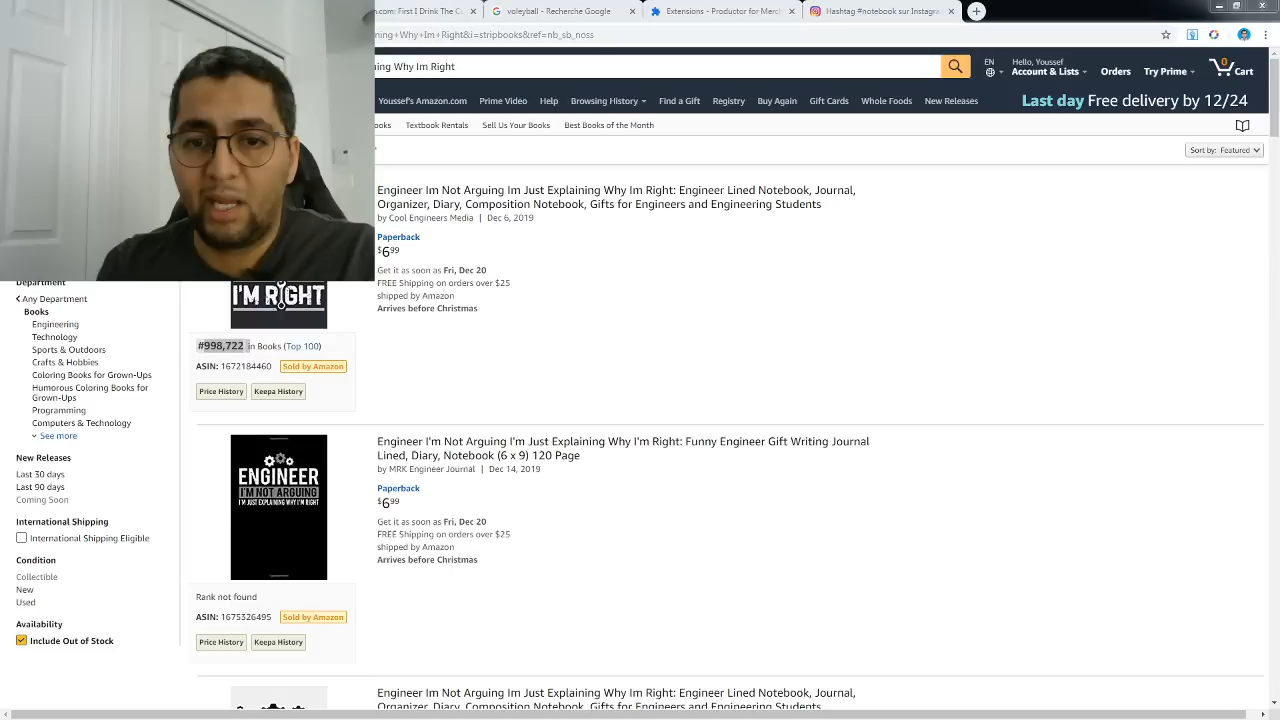 .com: First I Drink The C
voleyball - Recherche Google
Extensions - Productor for Merch
Hashtag #notebook sur Instagra
ning+Why+Im+Right&i=stripbooks&ref=nb_sb_noss
ing Why Im Right
EN
Hello, Youssef
Account & Lists
Orders
Try Prime
0
Cart
Youssef's Amazon.com
Prime Video
Help
Browsing History
Find a Gift
Registry
Buy Again
Gift Cards
Whole Foods
New Releases
Last day Free delivery by 12/24
ooks
Textbook Rentals
Sell Us Your Books
Best Books of the Month
Sort by: Featured
Engineer Im Not Arguing Im Just Explaining Why Im Right: Engineer Lined Notebook, Journal,
Organizer, Diary, Composition Notebook, Gifts for Engineers and Engineering Students
by Cool Engineers Media | Dec 6, 2019
Paperback
$6.99
Get it as soon as Fri, Dec 20
FREE Shipping on orders over $25
shipped by Amazon
Arrives before Christmas
I'M RIGHT
#998,722 in Books (Top 100)
ASIN: 1672184460 Sold by Amazon
Price History Keepa History
Department
Any Department
Books
Engineering
Technology
Sports & Outdoors
Crafts & Hobbies
Coloring Books for Grown-Ups
Humorous Coloring Books for
Grown-Ups
Programming
Computers & Technology
See more
New Releases
Last 30 days
Last 90 days
Coming Soon
International Shipping
International Shipping Eligible
Condition
Collectible
New
Used
Availability
Include Out of Stock
Engineer I'm Not Arguing I'm Just Explaining Why I'm Right: Funny Engineer Gift Writing Journal
Lined, Diary, Notebook (6 x 9) 120 Page
by MRK Engineer Journal | Dec 14, 2019
Paperback
$6.99
Get it as soon as Fri, Dec 20
FREE Shipping on orders over $25
shipped by Amazon
Arrives before Christmas
ENGINEER
I'M NOT ARGUING
I'M JUST EXPLAINING WHY I'M RIGHT
Rank not found
ASIN: 1675326495 Sold by Amazon
Price History Keepa History
Engineer Im Not Arguing Im Just Explaining Why Im Right: Engineer Lined Notebook, Journal,
Organizer, Diary, Composition Notebook, Gifts for Engineers and Engineering Students